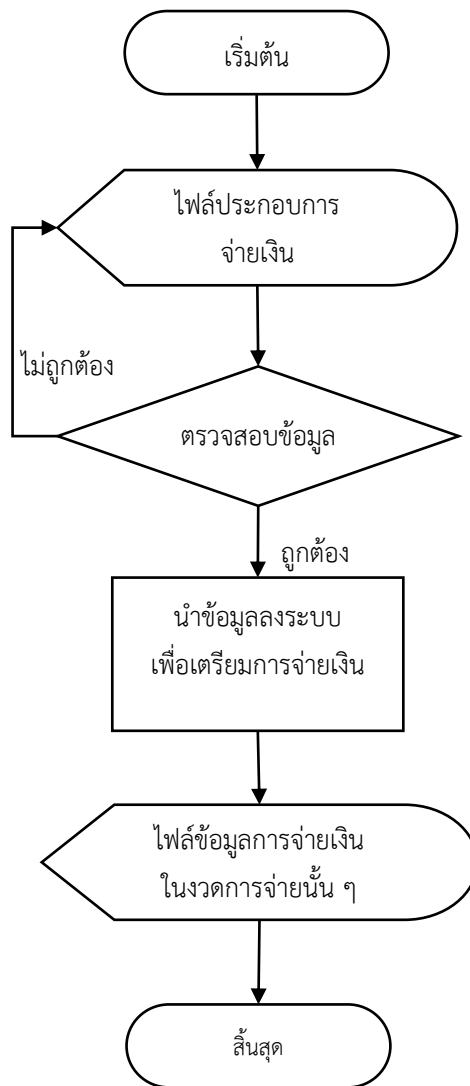 เริ่มต้น
ไฟล์ประกอบการ
จ่ายเงิน
ไม่ถูกต้อง
ตรวจสอบข้อมูล
ถูกต้อง
นำข้อมูลลงระบบ
เพื่อเตรียมการจ่ายเงิน
ไฟล์ข้อมูลการจ่ายเงิน
ในงวดการจ่ายนั้น ๆ
สิ้นสุด